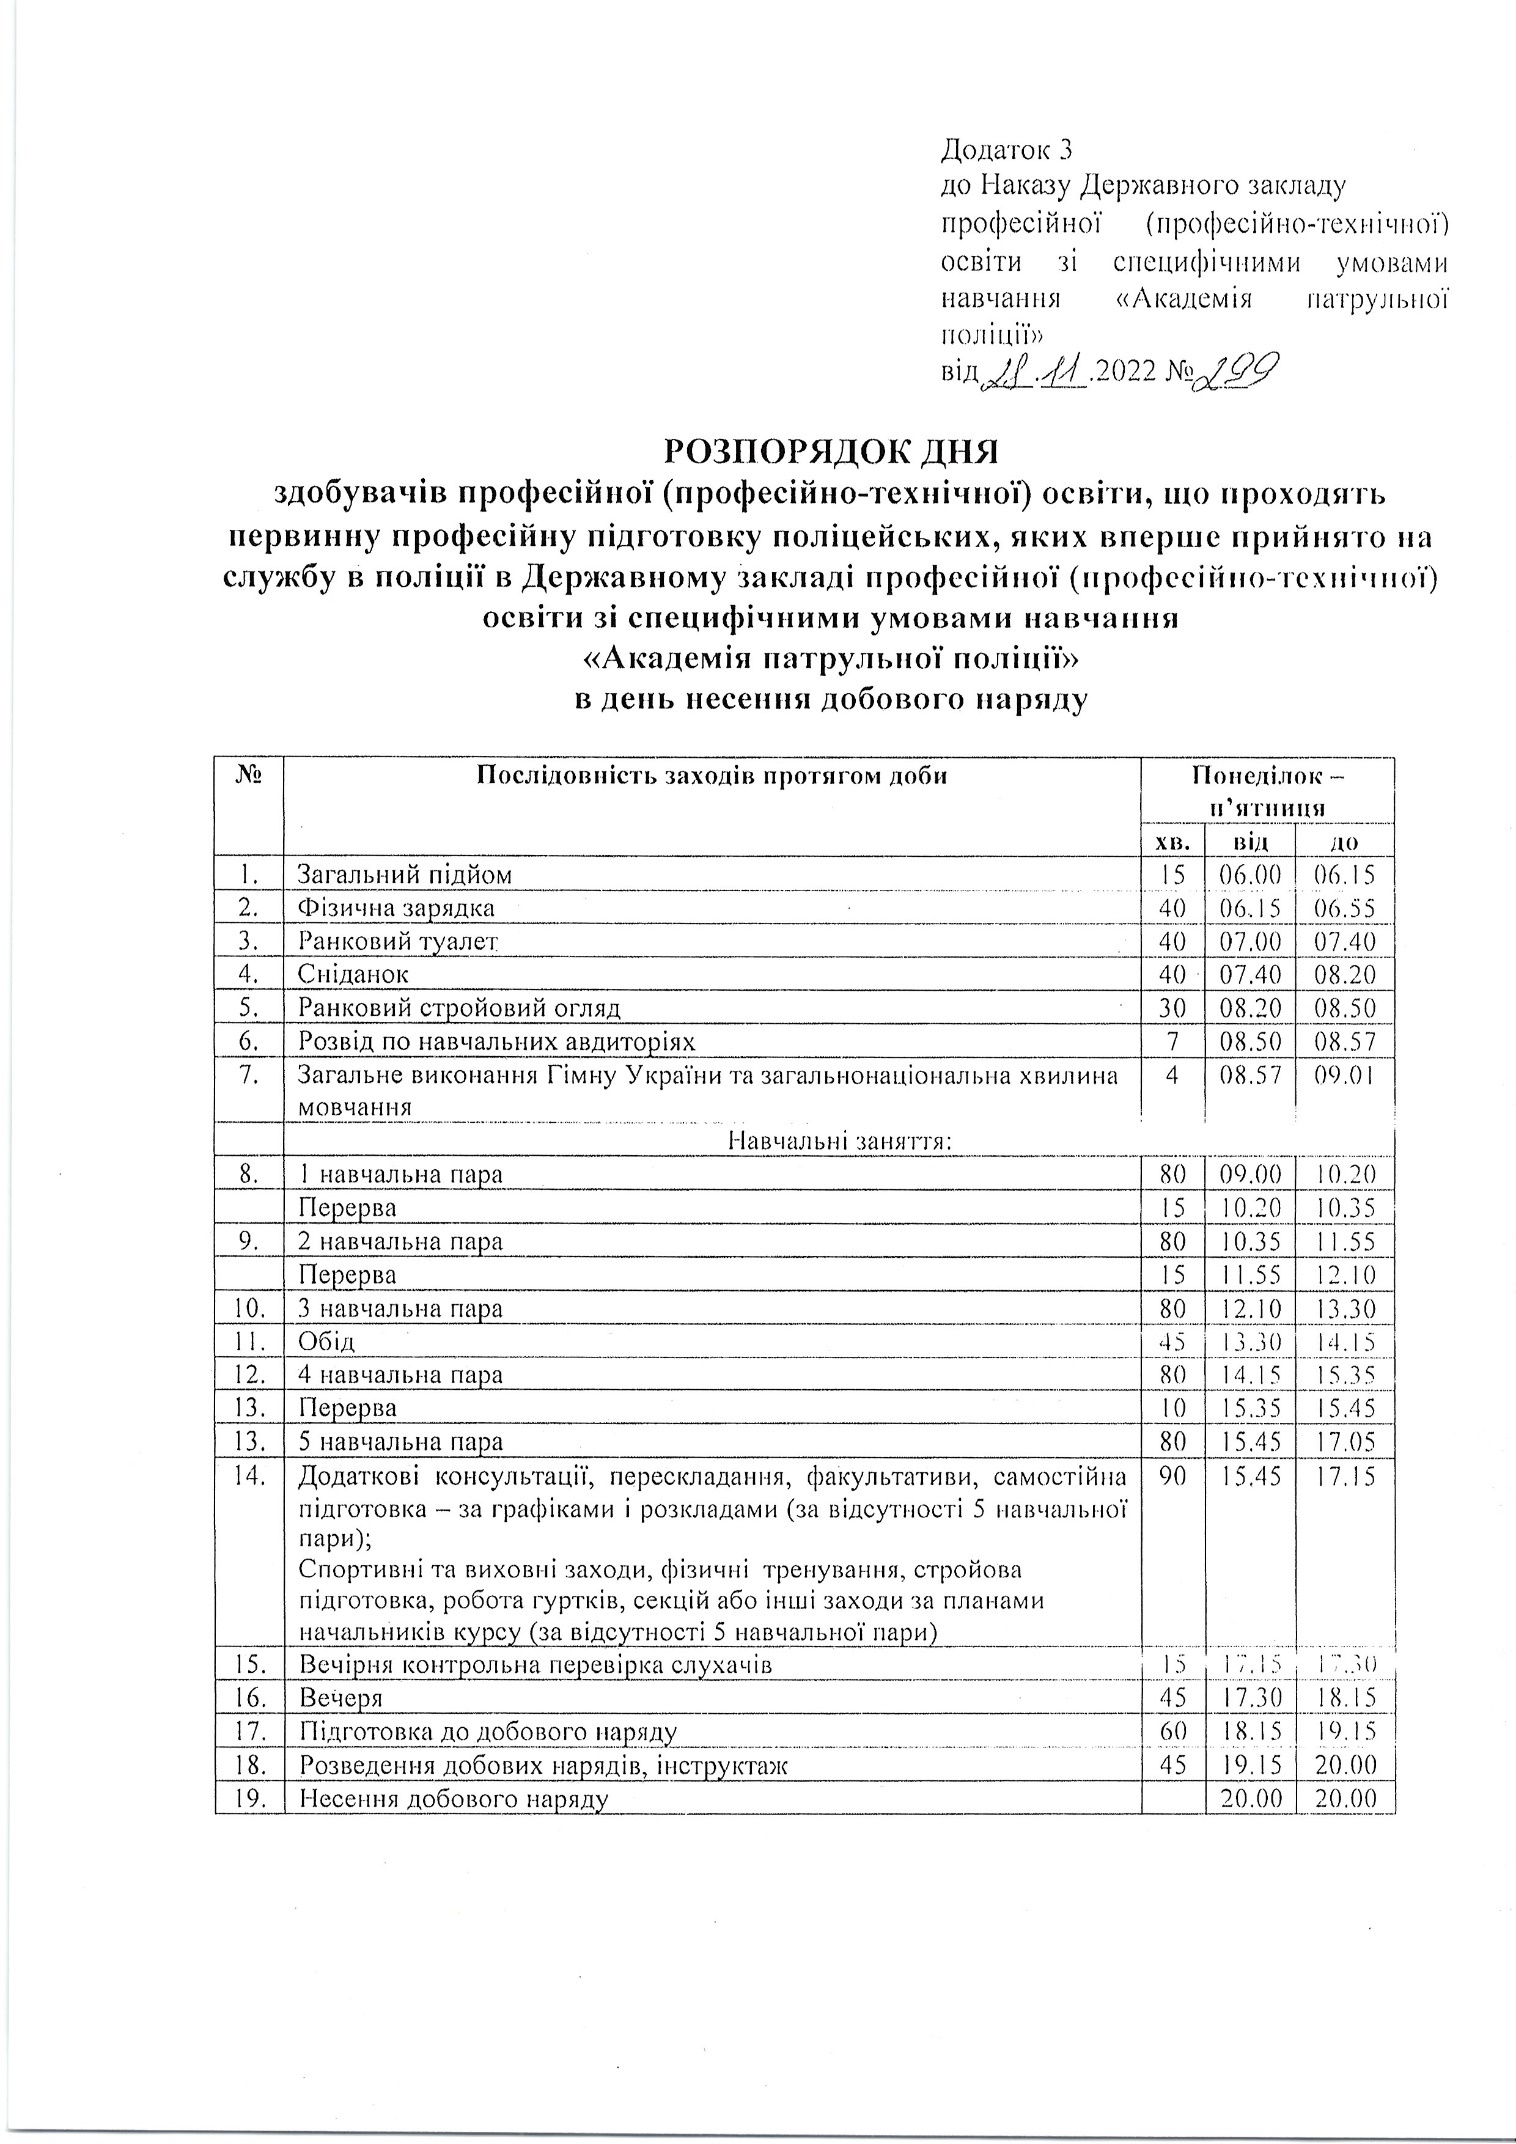 Додаток 3
до Наказу Державного закладу
професійної (професійно-технічної)
освіти зі специфічними умовами
навчання «Академія патрульної
поліції»
від 28.11.2022 № 299
РОЗПОРЯДОК ДНЯ
здобувачів професійної (професійно-технічної) освіти, що проходять
первинну професійну підготовку поліцейських, яких вперше прийнято на
службу в поліції в Державному закладі професійної (професійно-технічної)
освіти зі специфічними умовами навчання
«Академія патрульної поліції»
в день несення добового наряду
№ Послідовність заходів протягом доби Понеділок –
п’ятниця
хв. від до
1. Загальний підйом 15 06.00 06.15
2. Фізична зарядка 40 06.15 06.55
3. Ранковий туалет 40 07.00 07.40
4. Сніданок 40 07.40 08.20
5. Ранковий стройовий огляд 30 08.20 08.50
6. Розвід по навчальних авдиторіях 7 08.50 08.57
7. Загальне виконання Гімну України та загальнонаціональна хвилина 4 08.57 09.01
мовчання
Навчальні заняття:
8. 1 навчальна пара 80 09.00 10.20
Перерва 15 10.20 10.35
9. 2 навчальна пара 80 10.35 11.55
Перерва 15 11.55 12.10
10. 3 навчальна пара 80 12.10 13.30
11. Обід 45 13.30 14.15
12. 4 навчальна пара 80 14.15 15.35
13. Перерва 10 15.35 15.45
13. 5 навчальна пара 80 15.45 17.05
14. Додаткові консультації, перескладання, факультативи, самостійна 90 15.45 17.15
підготовка – за графіками і розкладами (за відсутності 5 навчальної
пари);
Спортивні та виховні заходи, фізичні тренування, стройова
підготовка, робота гуртків, секцій або інші заходи за планами
начальників курсу (за відсутності 5 навчальної пари)
15. Вечірня контрольна перевірка слухачів 15 17.15 17.30
16. Вечеря 45 17.30 18.15
17. Підготовка до добового наряду 60 18.15 19.15
18. Розведення добових нарядів, інструктаж 45 19.15 20.00
19. Несення добового наряду 20.00 20.00